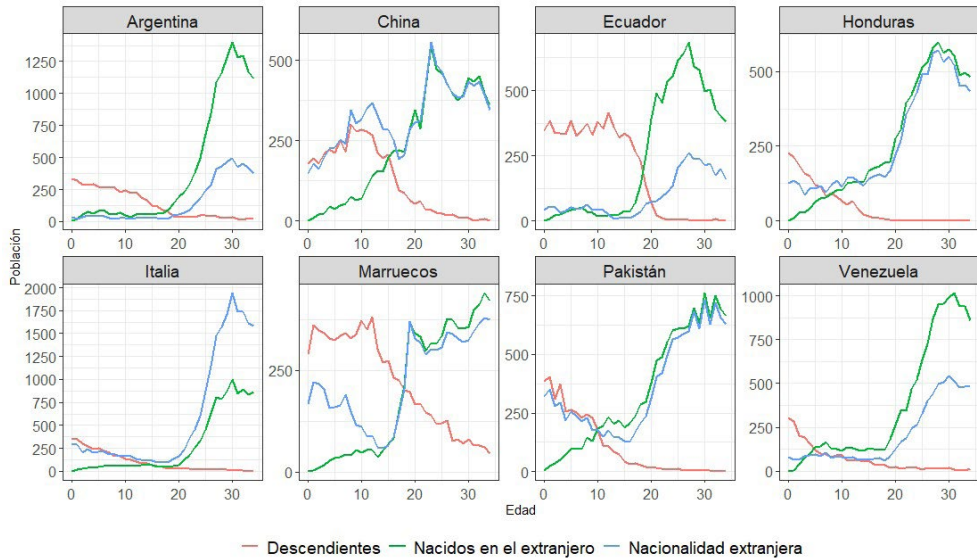 Argentina
China
Ecuador
Honduras
1250
1000
750
500
250
0
500
250
0
500
250
0
500
250
0
0 10 20 30
0 10 20 30
0 10 20 30
0 10 20 30
Población
Italia
Marruecos
Pakistán
Venezuela
2000
1750
1500
1250
1000
750
500
250
0
250
0
750
500
250
0
1000
750
500
250
0
0 10 20 30
0 10 20 30
0 10 20 30
0 10 20 30
Edad
Descendientes Nacidos en el extranjero Nacionalidad extranjera